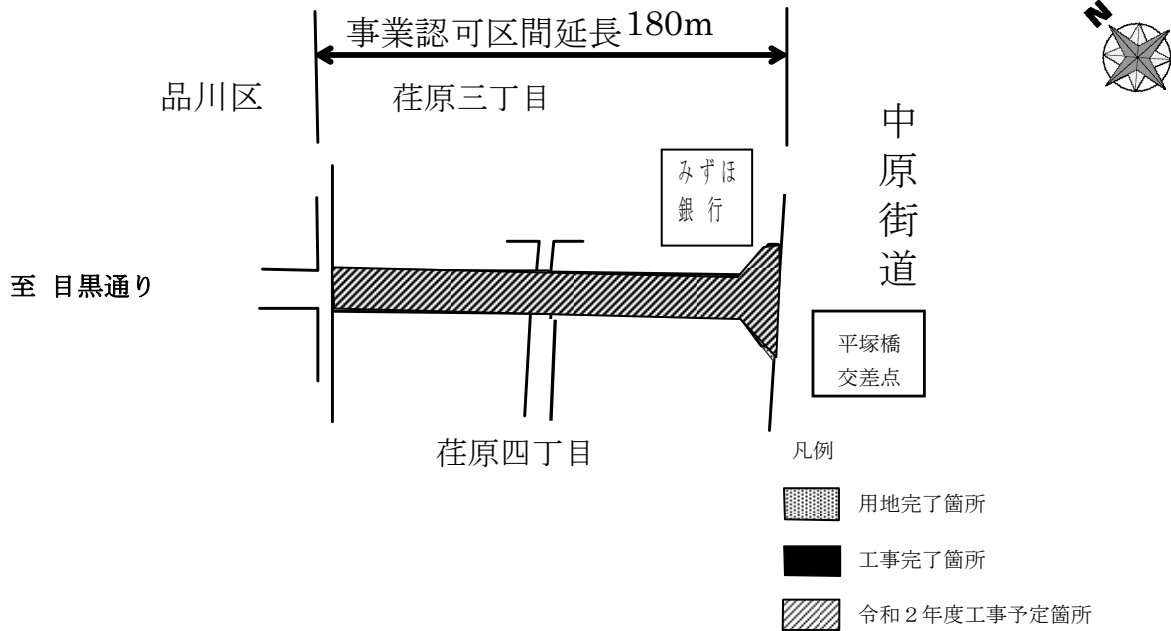 事業認可区間延長180m
N
品川区
荏原三丁目
中原街道
みずほ
銀行
至 目黒通り
平塚橋
交差点
荏原四丁目
凡例
用地完了箇所
工事完了箇所
令和２年度工事予定箇所